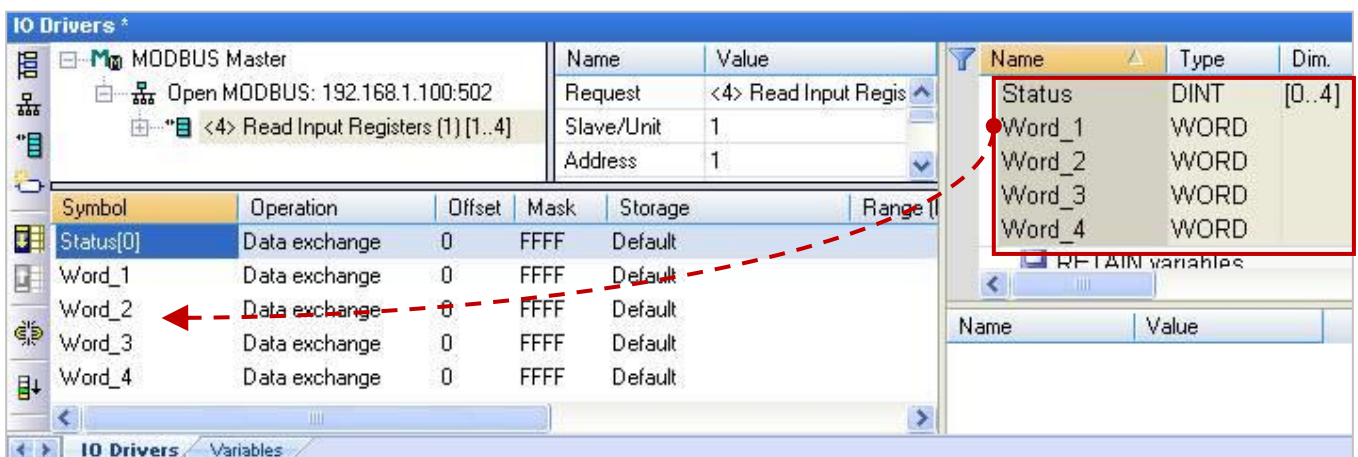 IO Drivers *
MODBUS Master
Open MODBUS: 192.168.1.100:502
<4> Read Input Registers (1) [1..4]
Name Value
Request <4> Read Input Regis
Slave/Unit 1
Address 1
Name Type Dim.
Status DINT [0..4]
Word_1 WORD
Word_2 WORD
Word_3 WORD
Word_4 WORD
RETAIN variables
Symbol Operation Offset Mask Storage Range (
Status[0] Data exchange 0 FFFF Default
Word_1 Data exchange 0 FFFF Default
Word_2 Data exchange 0 FFFF Default
Word_3 Data exchange 0 FFFF Default
Word_4 Data exchange 0 FFFF Default
Name Value
IO Drivers Variables